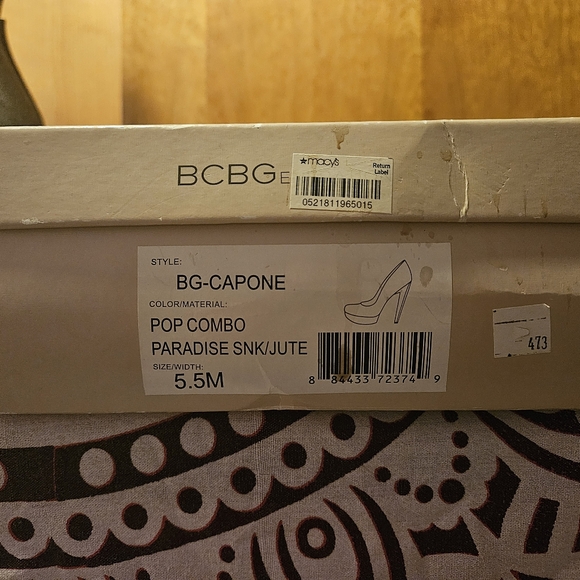 BCBG
★macy's
Return
Label
0521811965015
STYLE:
BG-CAPONE
COLOR/MATERIAL:
POP COMBO
PARADISE SNK/JUTE
SIZE/WIDTH:
5.5M
8 84433 72374 9
473